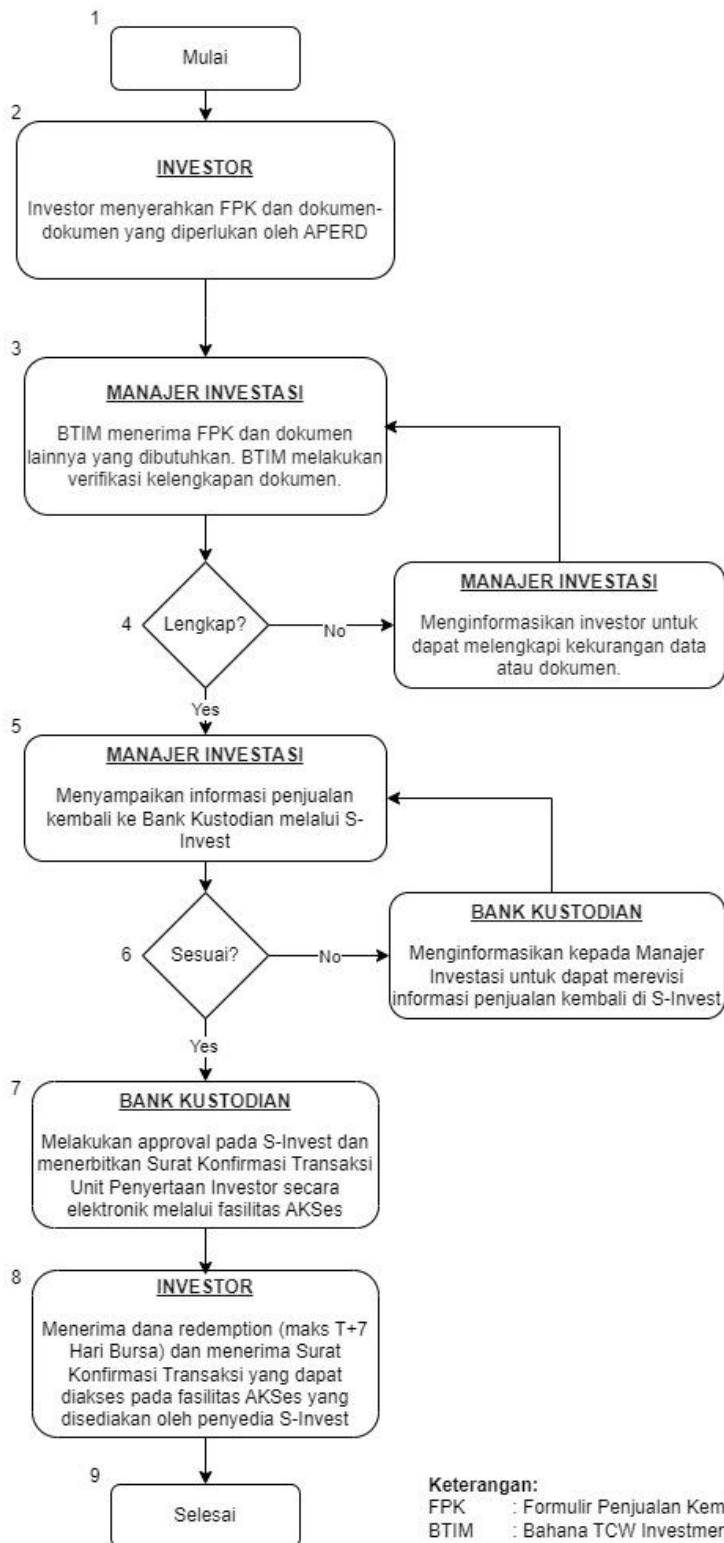 1
Mulai
2
INVESTOR
Investor menyerahkan FPK dan dokumen-
dokumen yang diperlukan oleh APERD
3
MANAJER INVESTASI
BTIM menerima FPK dan dokumen
lainnya yang dibutuhkan. BTIM melakukan
verifikasi kelengkapan dokumen.
4
Lengkap?
No
MANAJER INVESTASI
Menginformasikan investor untuk
dapat melengkapi kekurangan data
atau dokumen.
Yes
5
MANAJER INVESTASI
Menyampaikan informasi penjualan
kembali ke Bank Kustodian melalui S-
Invest
6
Sesuai?
No
BANK KUSTODIAN
Menginformasikan kepada Manajer
Investasi untuk dapat merevisi
informasi penjualan kembali di S-Invest.
Yes
7
BANK KUSTODIAN
Melakukan approval pada S-Invest dan
menerbitkan Surat Konfirmasi Transaksi
Unit Penyertaan Investor secara
elektronik melalui fasilitas AKSes
8
INVESTOR
Menerima dana redemption (maks T+7
Hari Bursa) dan menerima Surat
Konfirmasi Transaksi yang dapat
diakses pada fasilitas AKSes yang
disediakan oleh penyedia S-Invest
9
Selesai
Keterangan:
FPK : Formulir Penjualan Kem
BTIM : Bahana TCW Investmen